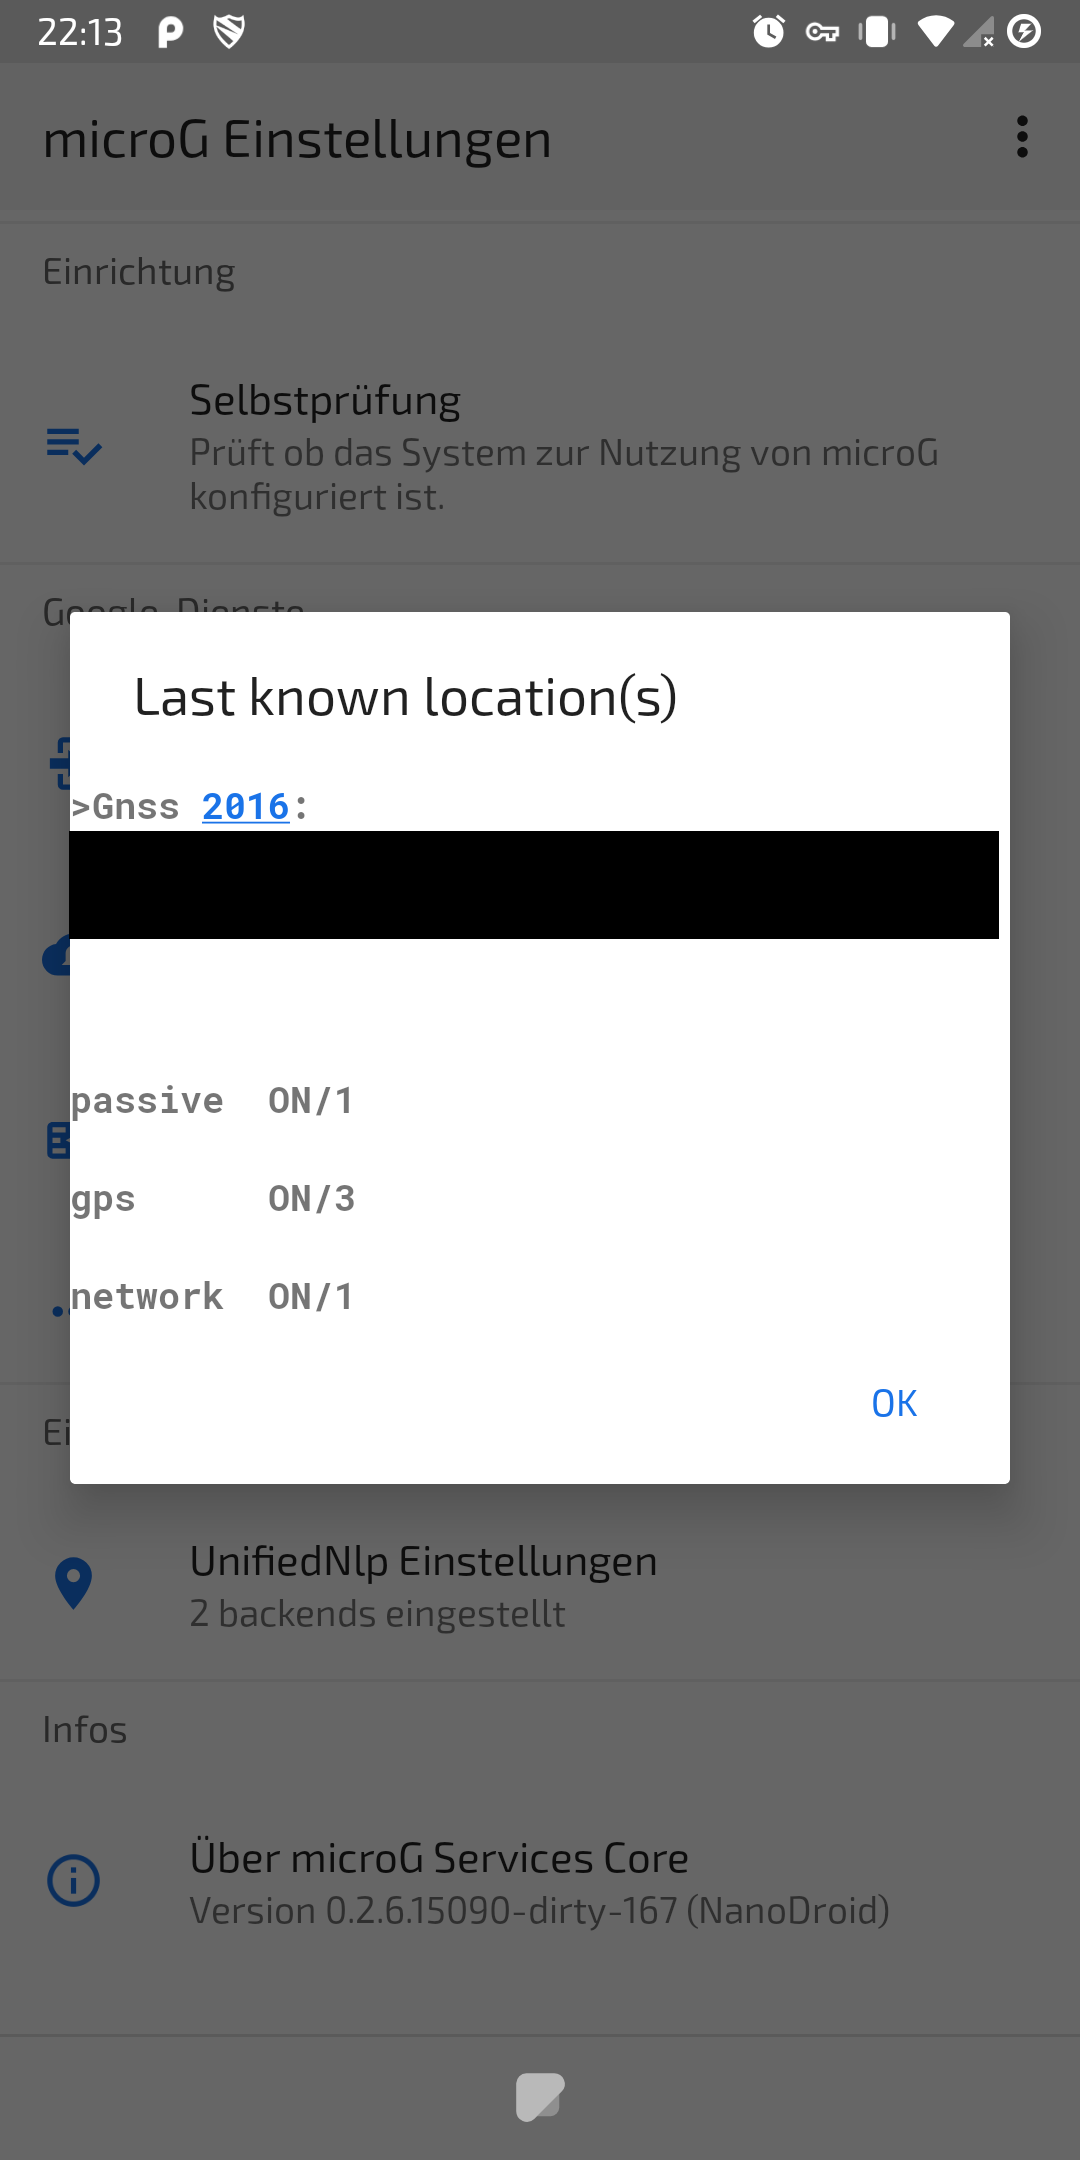 22:13
microG Einstellungen
Einrichtung
Selbstprüfung
Prüft ob das System zur Nutzung von microG
konfiguriert ist.
Google-Dienste
Last known location(s)
>Gnss 2016:
passive ON/1
gps ON/3
network ON/1
OK
Ei
UnifiedNlp Einstellungen
2 backends eingestellt
Infos
Über microG Services Core
Version 0.2.6.15090-dirty-167 (NanoDroid)